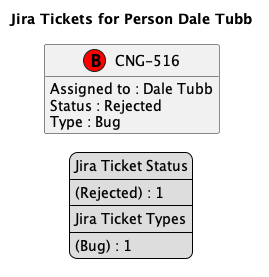 Jira Tickets for Person Dale Tubb
B CNG-516
Assigned to : Dale Tubb
Status : Rejected
Type : Bug
Jira Ticket Status
(Rejected) : 1
Jira Ticket Types
(Bug) : 1